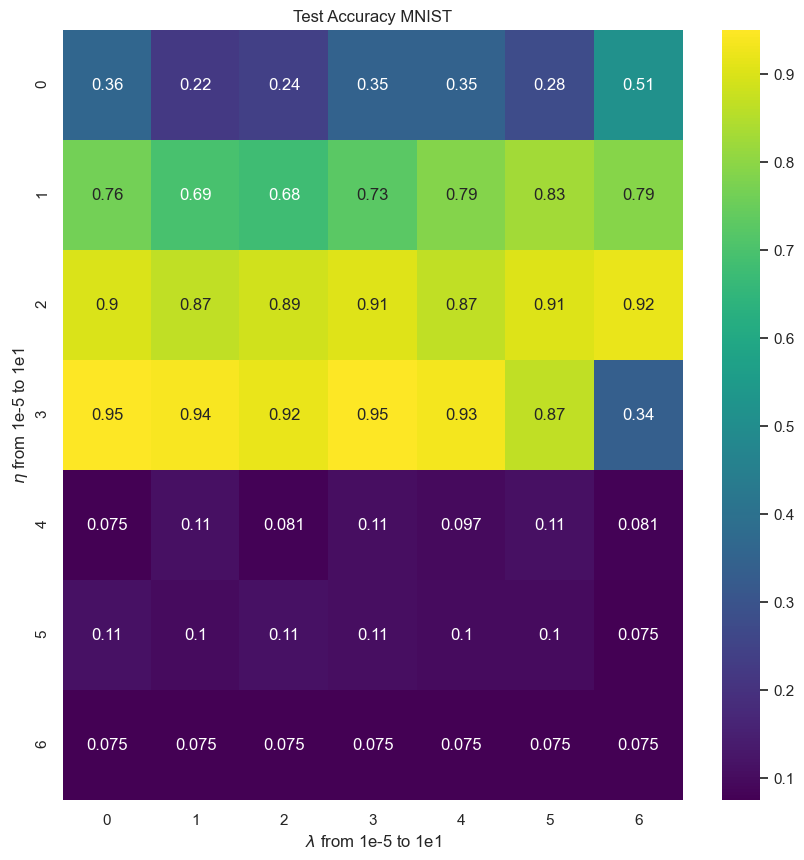 Test Accuracy MNIST
0 0.36 0.22 0.24 0.35 0.35 0.28 0.51
1 0.76 0.69 0.68 0.73 0.79 0.83 0.79
2 0.9 0.87 0.89 0.91 0.87 0.91 0.92
3 0.95 0.94 0.92 0.95 0.93 0.87 0.34
4 0.075 0.11 0.081 0.11 0.097 0.11 0.081
5 0.11 0.1 0.11 0.11 0.1 0.1 0.075
6 0.075 0.075 0.075 0.075 0.075 0.075 0.075
0 1 2 3 4 5 6
λ from 1e-5 to 1e1
η from 1e-5 to 1e1
0.9
0.8
0.7
0.6
0.5
0.4
0.3
0.2
0.1